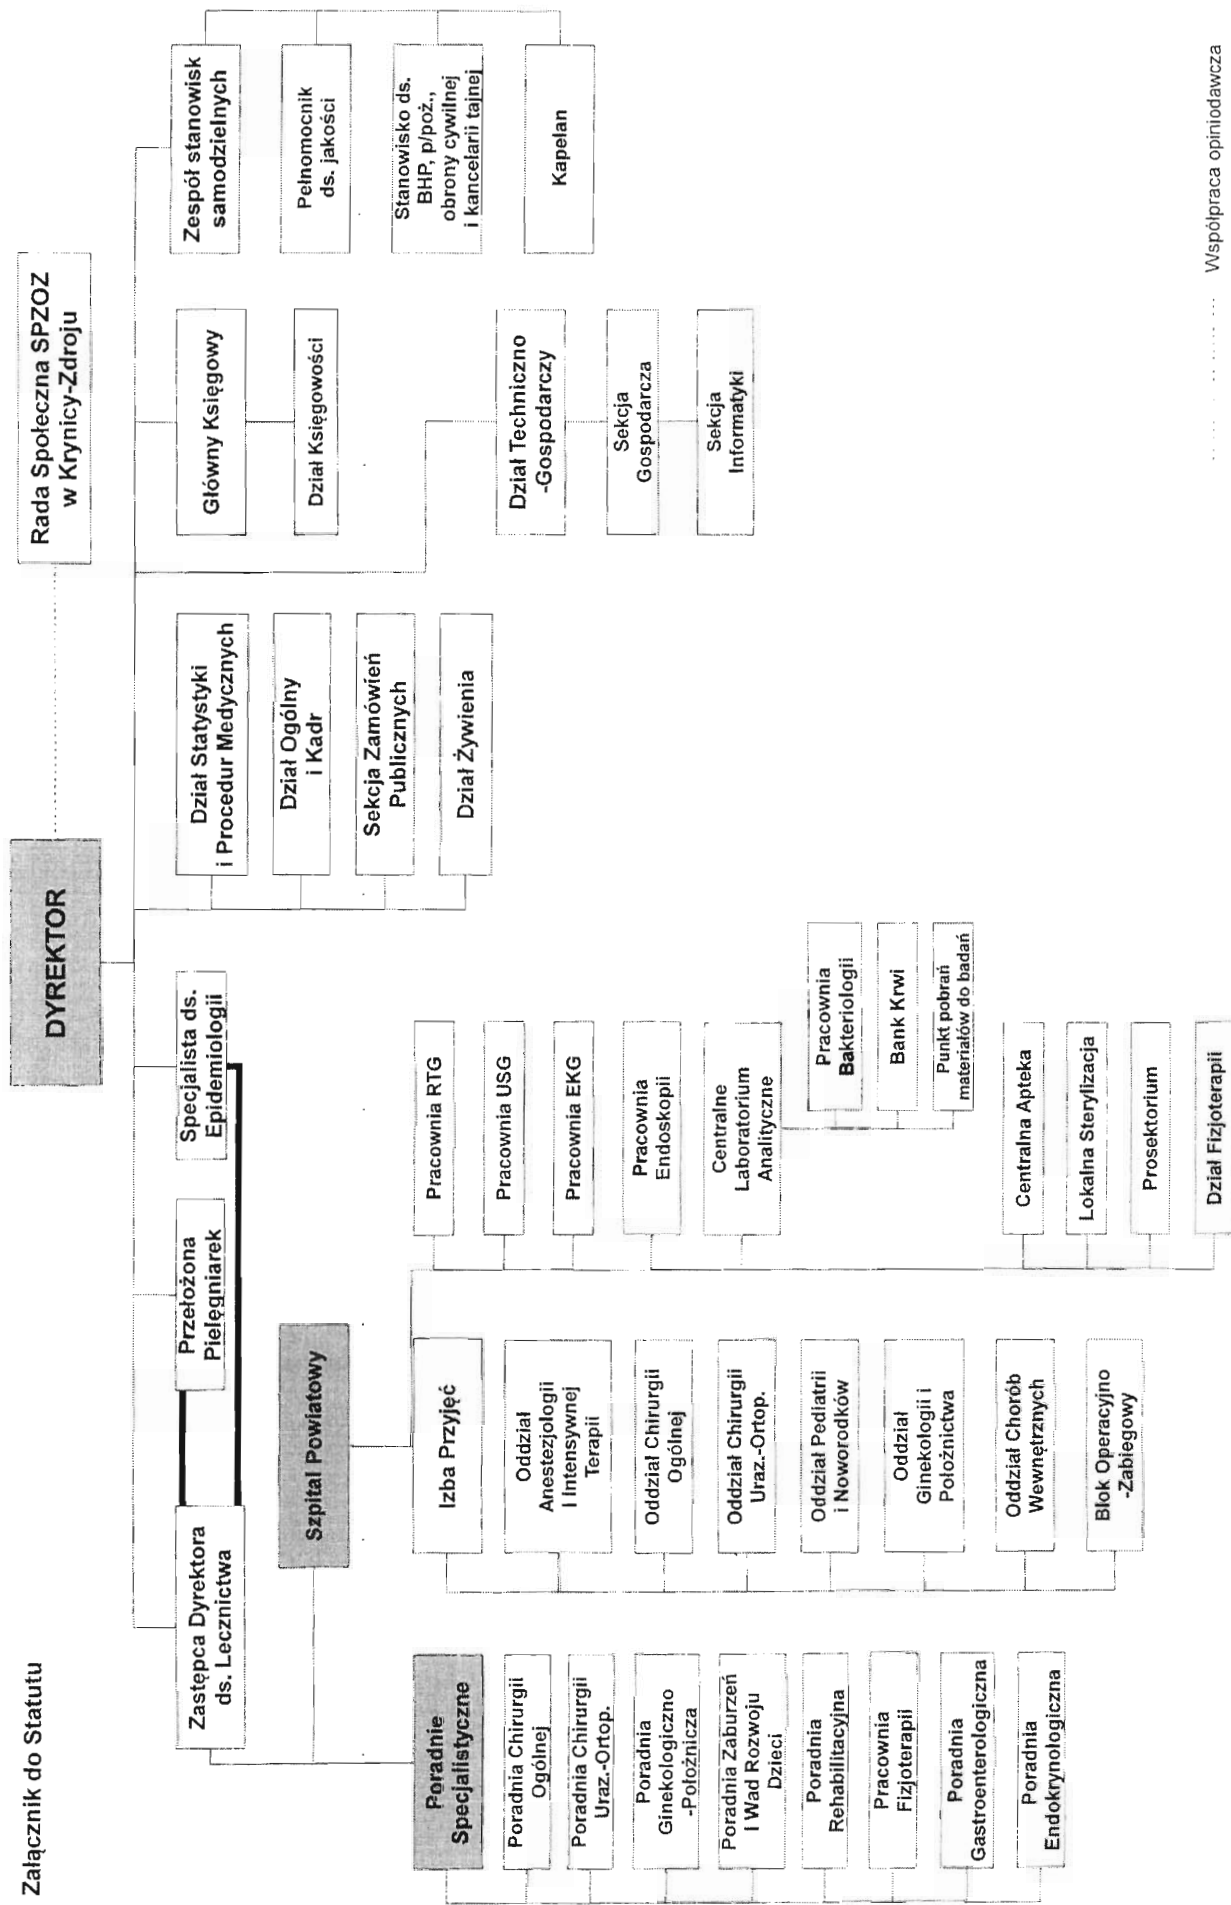 Załącznik do Statutu
DYREKTOR
Rada Społeczna SPZOZ
w Krynicy-Zdroju
Zastępca Dyrektora
ds. Lecznictwa
Przełożona
Pielęgniarek
Specjalista ds.
Epidemiologii
Dział Statystyki
i Procedur Medycznych
Dział Ogólny
i Kadr
Sekcja Zamówień
Publicznych
Dział Żywienia
Główny Księgowy
Dział Księgowości
Dział Techniczno
-Gospodarczy
Sekcja
Gospodarcza
Sekcja
Informatyki
Zespół stanowisk
samodzielnych
Pełnomocnik
ds. jakości
Stanowisko ds.
BHP, p/poż.,
obrony cywilnej
i kancelarii tajnej
Kapelan
Szpital Powiatowy
Poradnie
Specjalistyczne
Poradnia Chirurgii
Ogólnej
Poradnia Chirurgii
Uraz.-Ortop.
Poradnia
Ginekologiczno
-Położnicza
Poradnia Zaburzeń
I Wad Rozwoju
Dzieci
Poradnia
Rehabilitacyjna
Pracownia
Fizjoterapii
Poradnia
Gastroenterologiczna
Poradnia
Endokrynologiczna
Izba Przyjęć
Oddział
Anestezjologii
I Intensywnej
Terapii
Oddział Chirurgii
Ogólnej
Oddział Chirurgii
Uraz.-Ortop.
Oddział Pediatrii
i Noworodków
Oddział
Ginekologii i
Położnictwa
Oddział Chorób
Wewnętrznych
Blok Operacyjno
-Zabiegowy
Pracownia RTG
Pracownia USG
Pracownia EKG
Pracownia
Endoskopii
Centralne
Laboratorium
Analityczne
Pracownia
Bakteriologii
Bank Krwi
Punkt pobrań
materiałów do badań
Centralna Apteka
Lokalna Sterylizacja
Prosektorium
Dział Fizjoterapii
Współpraca opiniodawcza